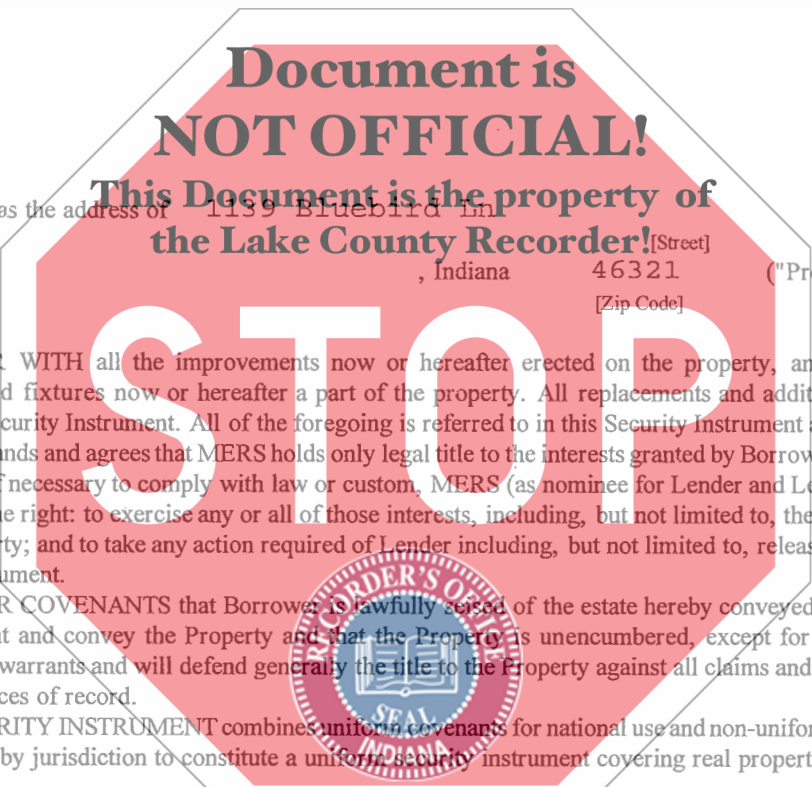 Document is
NOT OFFICIAL!
This Document is the property of
as the address of 1139 Bluebird Ln
the Lake County Recorder! [Street]
, Indiana 46321 ("Pr
[Zip Code]
STOP
WITH all the improvements now or hereafter erected on the property, an
d fixtures now or hereafter a part of the property. All replacements and addit
curity Instrument. All of the foregoing is referred to in this Security Instrument a
ands and agrees that MERS holds only legal title to the interests granted by Borrow
f necessary to comply with law or custom, MERS (as nominee for Lender and Le
e right: to exercise any or all of those interests, including, but not limited to, the
rty; and to take any action required of Lender including, but not limited to, releas
ument.
R COVENANTS that Borrower is lawfully seised of the estate hereby conveyed
t and convey the Property and that the Property is unencumbered, except for
warrants and will defend generally the title to the Property against all claims and
ces of record.
RITY INSTRUMENT combines uniform covenants for national use and non-unifor
by jurisdiction to constitute a uniform security instrument covering real propert
RECORDER'S OFFICE
SEAL
INDIANA